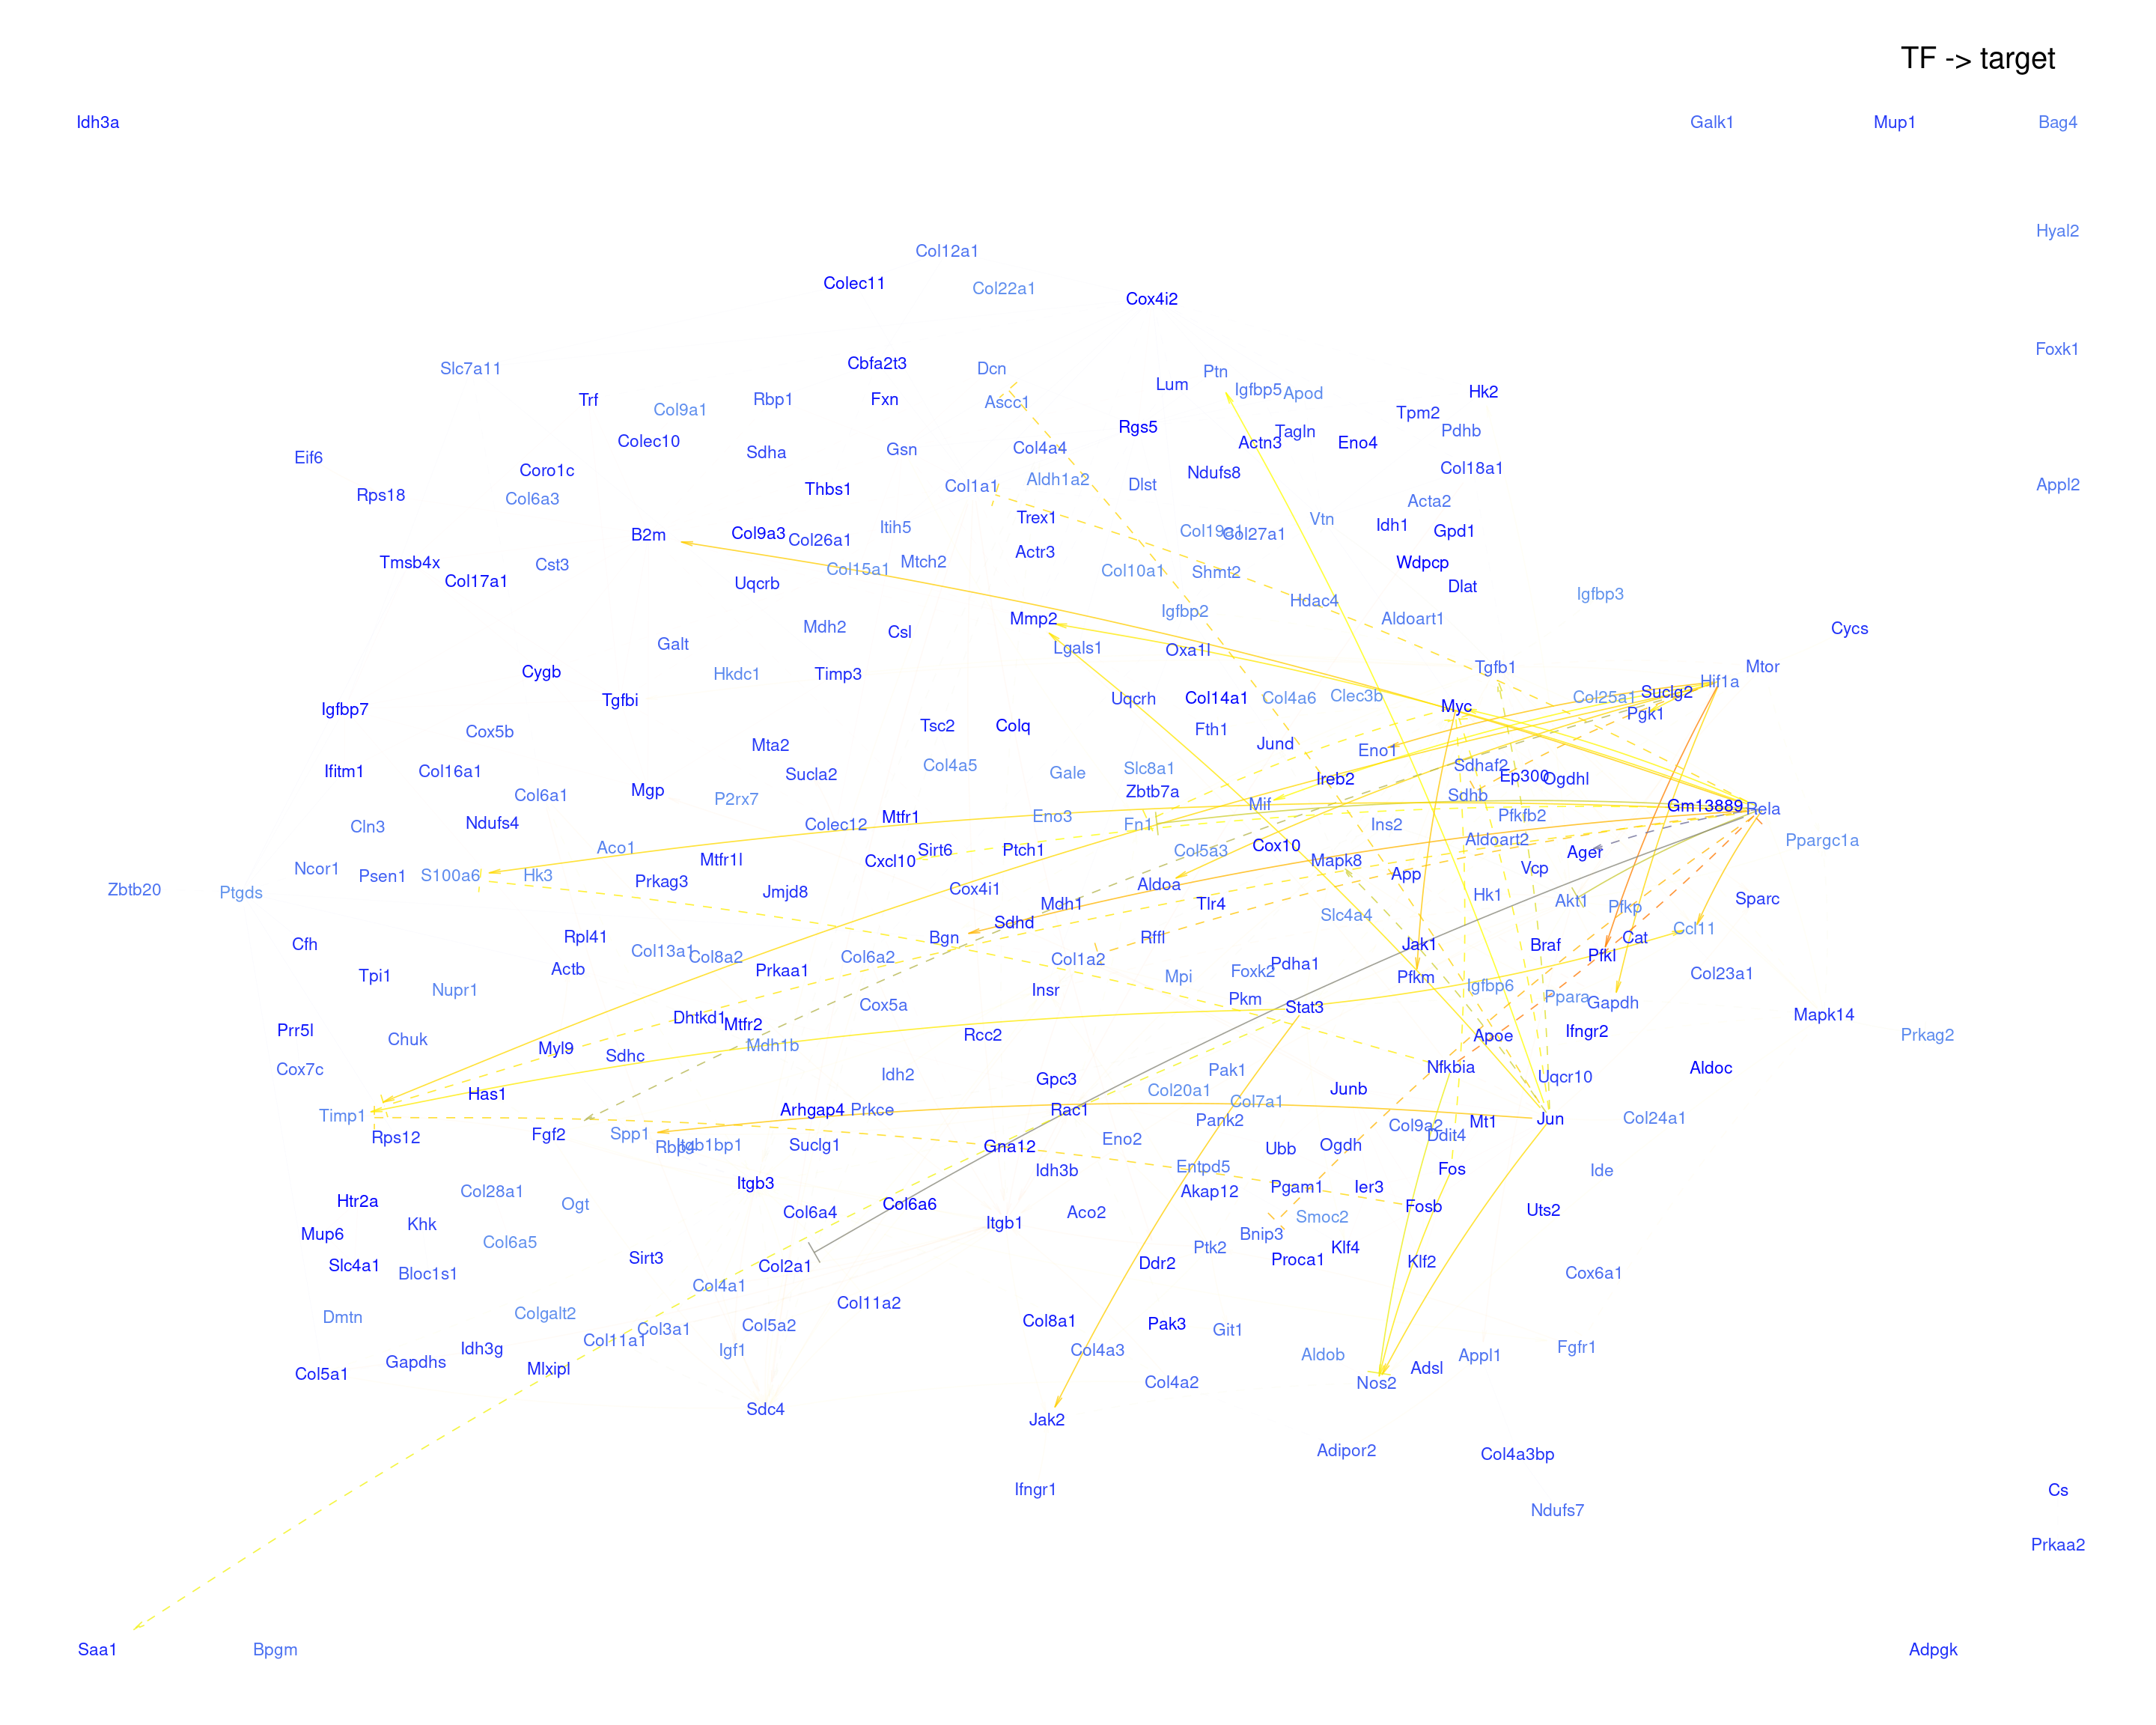 TF -> target
Idh3a Galk1 Mup1 Bag4
Hyal2
Col12a1
Colec11 Col22a1
Cox4i2
Foxk1
Slc7a11 Cbfa2t3 Dcn Ptn
Lum
Trf Col9a1 Rbp1 Fxn Ascc1 Igfbp5 Apod Hk2
Tpm2
Colec10 Rgs5 Tagln Pdhb
Eif6 Sdha Gsn Col4a4 Actn3 Eno4
Coro1c Ndufs8 Col18a1
Rps18 Col6a3 Thbs1 Col1a1 Aldh1a2 Dlst Appl2
Acta2
B2m Col9a3 Col26a1 Itih5 Trex1 Col19a1 Col27a1 Vtn Idh1 Gpd1
Tmsb4x Cst3 Col15a1 Mtch2 Actr3 Col10a1 Shmt2 Wdpcp
Col17a1 Uqcrb Dlat
Hdac4 Igfbp3
Mdh2 Csl Mmp2 Igfbp2 Aldoart1 Cycs
Galt Lgals1 Oxa1l
Cygb Hkdc1 Timp3 Tgfb1 Mtor
Igfbp7 Tgfbi Uqcrh Col14a1 Col4a6 Clec3b Myc Col25a1 Suclg2 Hif1a
Pgk1
Cox5b Mta2 Tsc2 Colq Fth1 Jund Eno1
Ifitm1 Col16a1 Sucla2 Col4a5 Gale Slc8a1 Ireb2 Sdhaf2 Ep300 Ogdhl
Col6a1 Mgp P2rx7 Zbtb7a Mif Sdhb
Cln3 Ndufs4 Colec12 Mtfr1 Eno3 Fn1 Ins2 Pfkfb2 Gm13889 Rela
Aco1 Mtfr1l Cxcl10 Sirt6 Ptch1 Col5a3 Cox10 Mapk8 Aldoart2 Ager Ppargc1a
Zbtb20 Ptgds Ncor1 Psen1 S100a6 Hk3 Prkag3 Jmjd8 Cox4i1 Aldoa App Vcp
Mdh1 Tlr4 Slc4a4 Hk1 Akt1 Pfkp Sparc
Cfh Rpl41 Bgn Sdhd Rffl Jak1 Braf Cat Ccl11
Tpi1 Actb Col13a1 Col8a2 Prkaa1 Col6a2 Col1a2 Mpi Foxk2 Pdha1 Pfkm Pfkl Col23a1
Nupr1 Cox5a Insr Pkm Stat3 Igfbp6 Ppara Gapdh
Prr5l Chuk Dhtkd1 Mtfr2 Rcc2 Apoe Ifngr2 Mapk14 Prkag2
Cox7c Myl9 Sdhc Mdh1b Idh2 Gpc3 Pak1 Nfkbia Uqcr10 Aldoc
Timp1 Has1 Arhgap4 Prkce Rac1 Col20a1 Col7a1 Junb Mt1 Jun Col24a1
Rps12 Fgf2 Spp1 Rbp4 Itgb1bp1 Suclg1 Gna12 Eno2 Pank2 Ubb Ogdh Col9a2 Ddit4
Idh3b Entpd5 Fos Ide
Htr2a Col28a1 Ogt Itgb3 Col6a4 Col6a6 Itgb1 Aco2 Akap12 Pgam1 Ier3 Fosb Uts2
Mup6 Khk Col6a5 Smoc2
Slc4a1 Bloc1s1 Sirt3 Col2a1 Ddr2 Ptk2 Bnip3 Proca1 Klf4 Klf2 Cox6a1
Dmtn Colgalt2 Col4a1 Col11a2
Col11a1 Col3a1 Col5a2 Col8a1 Pak3 Git1
Col5a1 Gapdhs Idh3g Mlxipl Igf1 Col4a3 Aldob Adsl Appl1 Fgfr1
Sdc4 Col4a2 Nos2
Jak2
Adipor2 Col4a3bp
Ifngr1 Ndufs7 Cs
Prkaa2
Saa1 Bpgm Adpgk